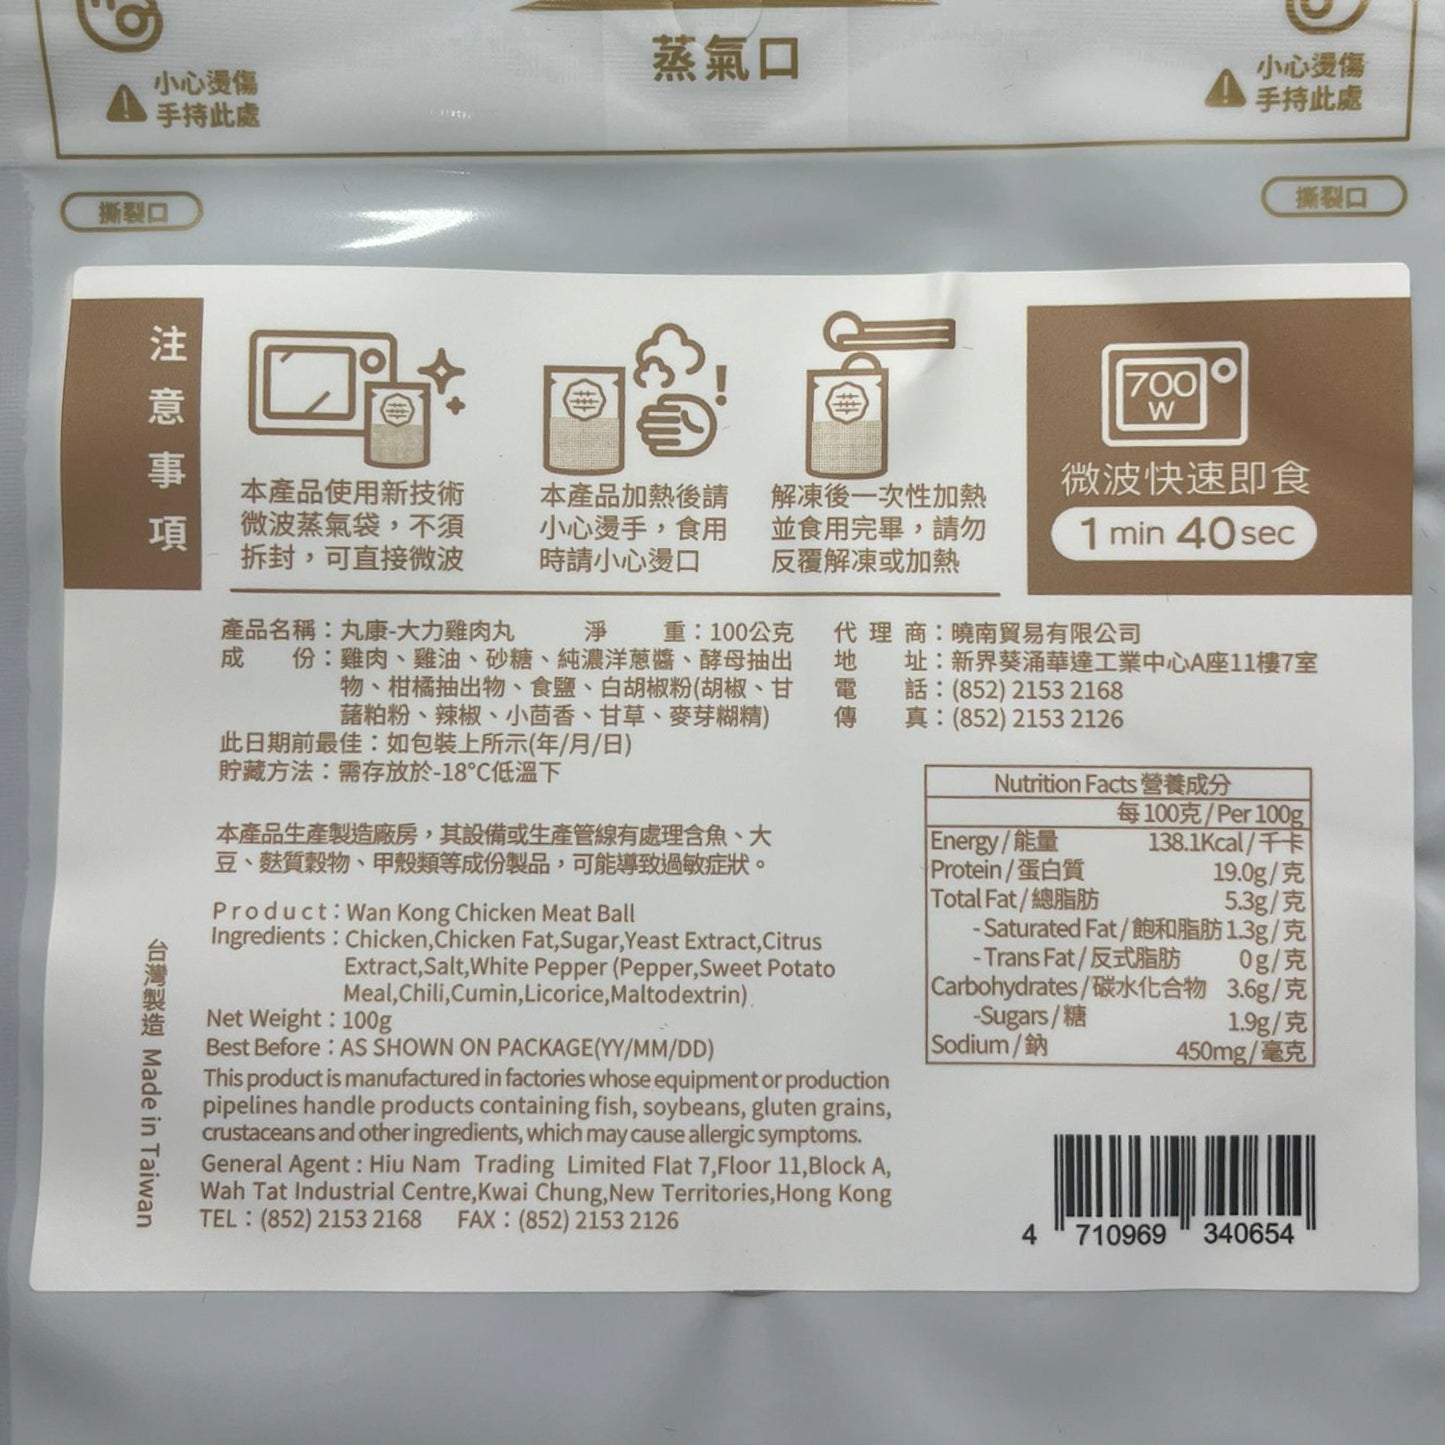 蒸氣口
小心燙傷
手持此處
小心燙傷
手持此處
撕裂口
撕裂口
注意事項
本產品使用新技術
微波蒸氣袋，不須
拆封，可直接微波
本產品加熱後請
小心燙手，食用
時請小心燙口
解凍後一次性加熱
並食用完畢，請勿
反覆解凍或加熱
700
W
微波快速即食
1 min 40 sec
產品名稱：丸康-大力雞肉丸 淨 重：100公克
成 份：雞肉、雞油、砂糖、純濃洋蔥醬、酵母抽出
物、柑橘抽出物、食鹽、白胡椒粉(胡椒、甘
藷粕粉、辣椒、小茴香、甘草、麥芽糊精)
此日期前最佳：如包裝上所示(年/月/日)
貯藏方法：需存放於-18°C低溫下
代 理 商：曉南貿易有限公司
地 址：新界葵涌華達工業中心A座11樓7室
電 話：(852) 2153 2168
傳 真：(852) 2153 2126
本產品生產製造廠房，其設備或生產管線有處理含魚、大
豆、麩質穀物、甲殼類等成份製品，可能導致過敏症狀。
Product：Wan Kong Chicken Meat Ball
Ingredients：Chicken,Chicken Fat,Sugar,Yeast Extract,Citrus
Extract,Salt,White Pepper (Pepper,Sweet Potato
Meal,Chili,Cumin,Licorice,Maltodextrin)
Net Weight：100g
Best Before：AS SHOWN ON PACKAGE(YY/MM/DD)
This product is manufactured in factories whose equipment or production
pipelines handle products containing fish, soybeans, gluten grains,
crustaceans and other ingredients, which may cause allergic symptoms.
General Agent : Hiu Nam Trading Limited Flat 7,Floor 11,Block A,
Wah Tat Industrial Centre,Kwai Chung,New Territories,Hong Kong
TEL：(852) 2153 2168 FAX：(852) 2153 2126
台灣製造 Made in Taiwan
Nutrition Facts 營養成分
每 100克 / Per 100g
Energy / 能量 138.1Kcal / 千卡
Protein / 蛋白質 19.0g / 克
Total Fat / 總脂肪 5.3g / 克
- Saturated Fat / 飽和脂肪 1.3g / 克
- Trans Fat / 反式脂肪 0 g / 克
Carbohydrates / 碳水化合物 3.6g / 克
-Sugars / 糖 1.9g / 克
Sodium / 鈉 450mg / 毫克
4 710969 340654